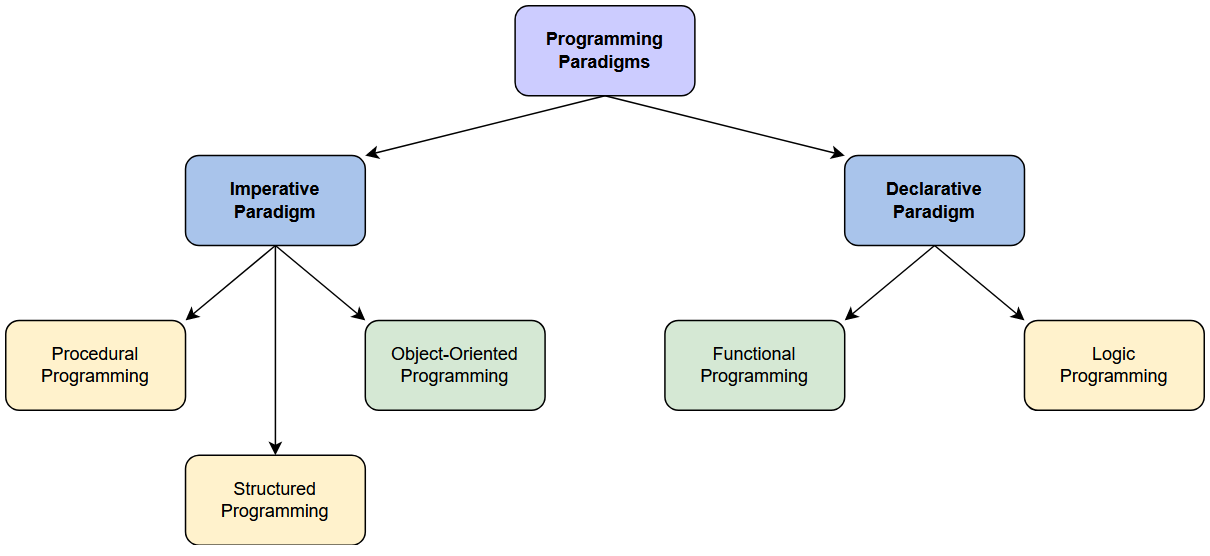 Programming
Paradigms
Imperative
Paradigm
Declarative
Paradigm
Procedural
Programming
Object-Oriented
Programming
Functional
Programming
Logic
Programming
Structured
Programming